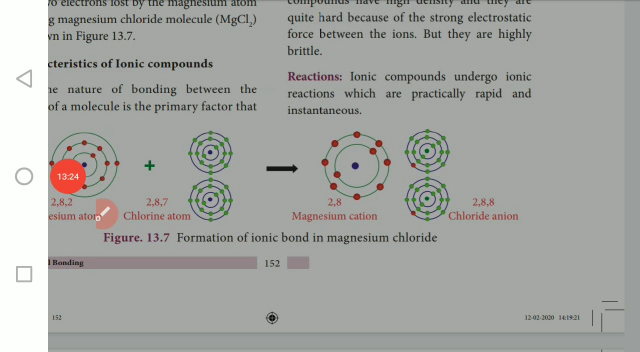 vo electrons lost by the magnesium atom
g magnesium chloride molecule (MgCl₂)
wn in Figure 13.7.
cteristics of Ionic compounds
he nature of bonding between the
of a molecule is the primary factor that
compounds have high density and they are
quite hard because of the strong electrostatic
force between the ions. But they are highly
brittle.
Reactions: Ionic compounds undergo ionic
reactions which are practically rapid and
instantaneous.
13:24
+
2,8,2
2,8,7
2,8
2,8,8
esium atom
Chlorine atom
Magnesium cation
Chloride anion
Figure. 13.7 Formation of ionic bond in magnesium chloride
l Bonding
152
152
12-02-2020 14:19:21